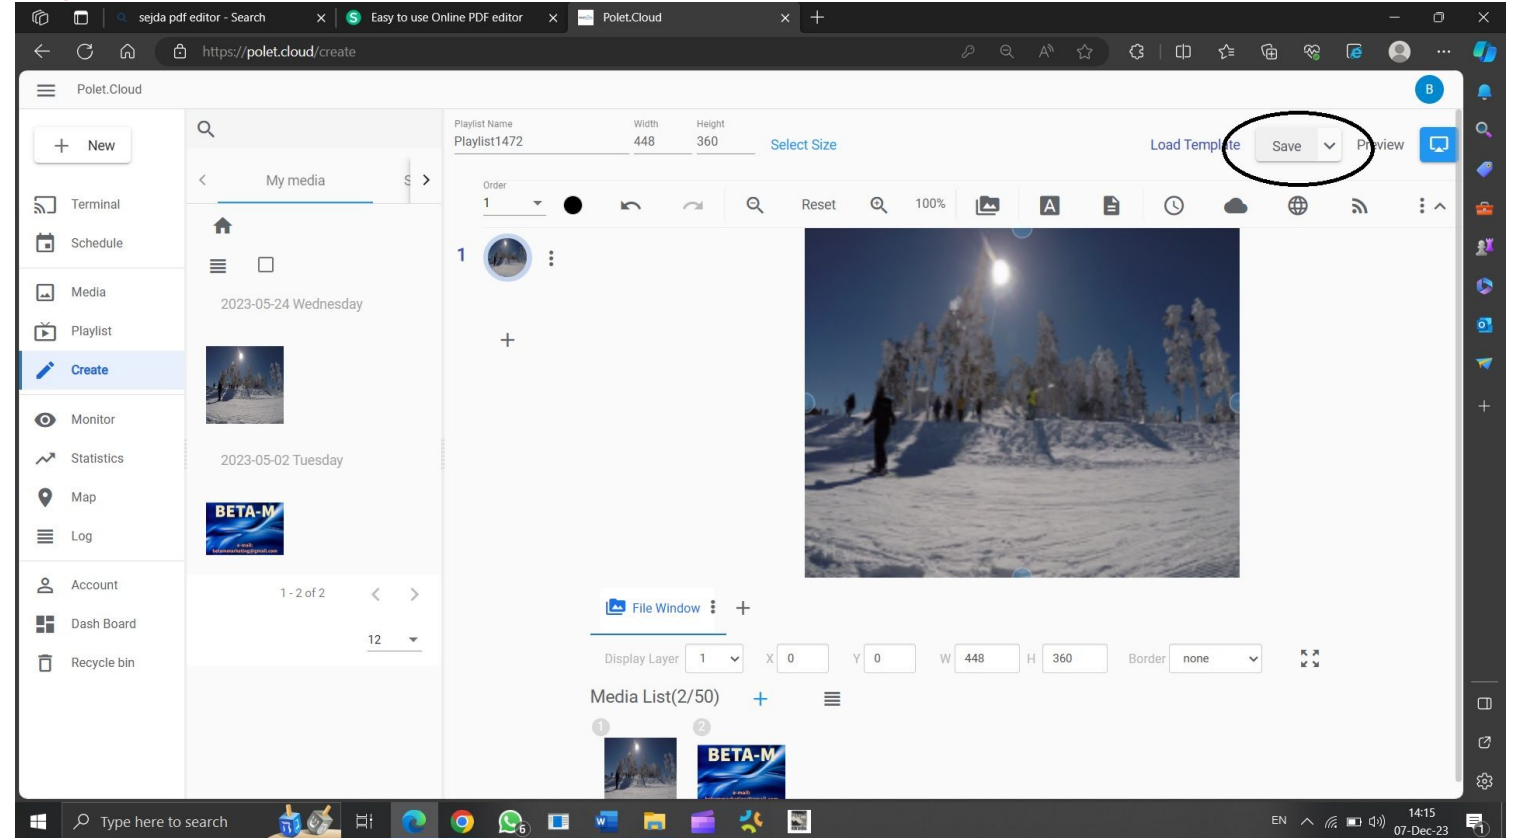 sejda pdf editor - Search
Easy to use Online PDF editor
Polet.Cloud
https://polet.cloud/create
Polet.Cloud
B
New
Terminal
Schedule
Media
Playlist
Create
Monitor
Statistics
Map
Log
Account
Dash Board
Recycle bin
My media
S
2023-05-24 Wednesday
2023-05-02 Tuesday
BETA-M
e-mail:
1 - 2 of 2
12
Playlist Name
Playlist1472
Width
448
Height
360
Select Size
Load Template
Save
Preview
Order
1
Reset
100%
A
1
File Window
Display Layer 1 X 0 Y 0 W 448 H 360 Border none
Media List(2/50)
1
2
BETA-M
e-mail:
Type here to search
6
EN
14:15
07-Dec-23
1